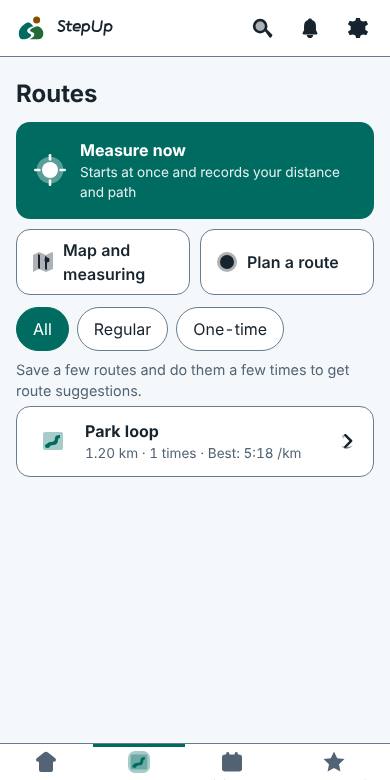 StepUp
Routes
Measure now
Starts at once and records your distance
and path
Map and
measuring
Plan a route
All
Regular
One-time
Save a few routes and do them a few times to get
route suggestions.
Park loop
1.20 km · 1 times · Best: 5:18 /km